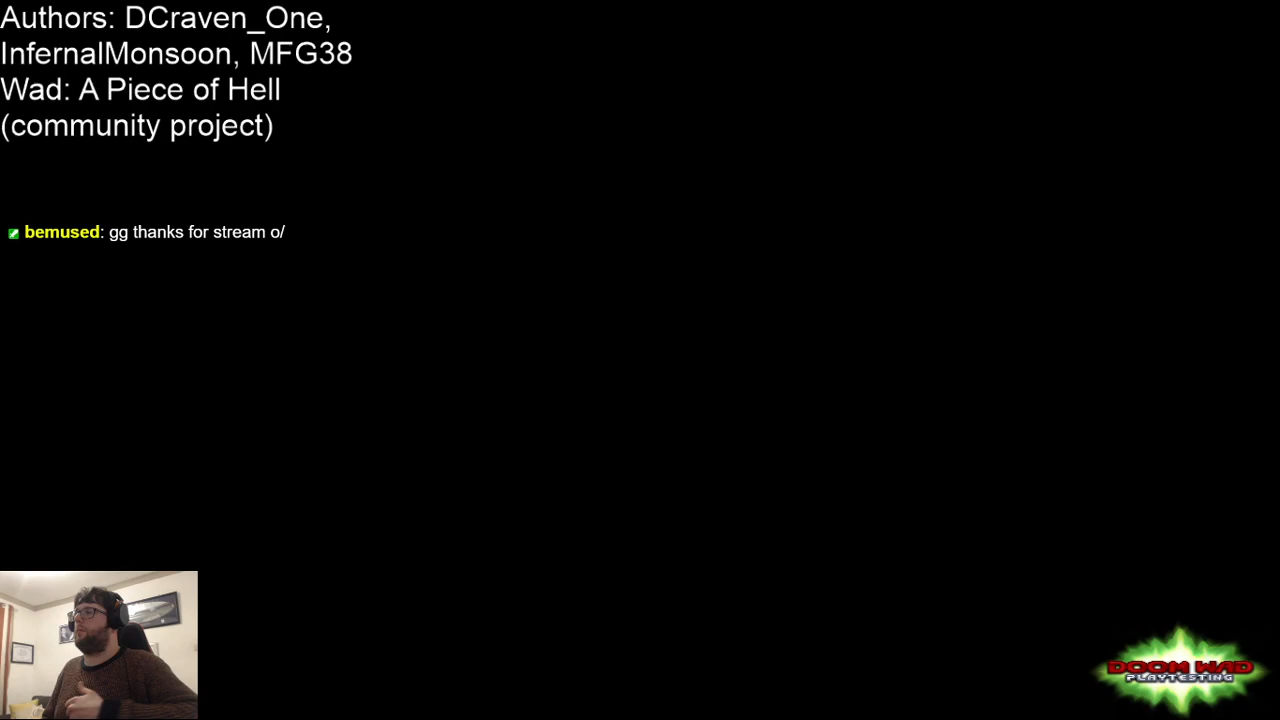 Authors: DCraven_One,
InfernalMonsoon, MFG38
Wad: A Piece of Hell
(community project)
bemused: gg thanks for stream o/
DOOM WAD
PLAYTESTING